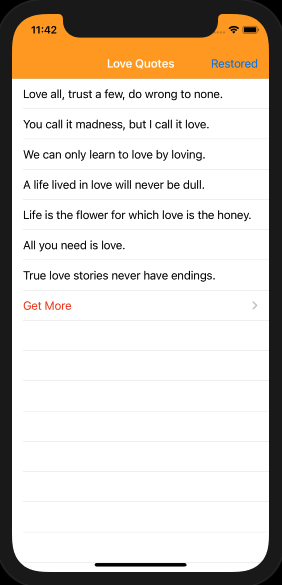 11:42
Love Quotes
Restored
Love all, trust a few, do wrong to none.
You call it madness, but I call it love.
We can only learn to love by loving.
A life lived in love will never be dull.
Life is the flower for which love is the honey.
All you need is love.
True love stories never have endings.
Get More